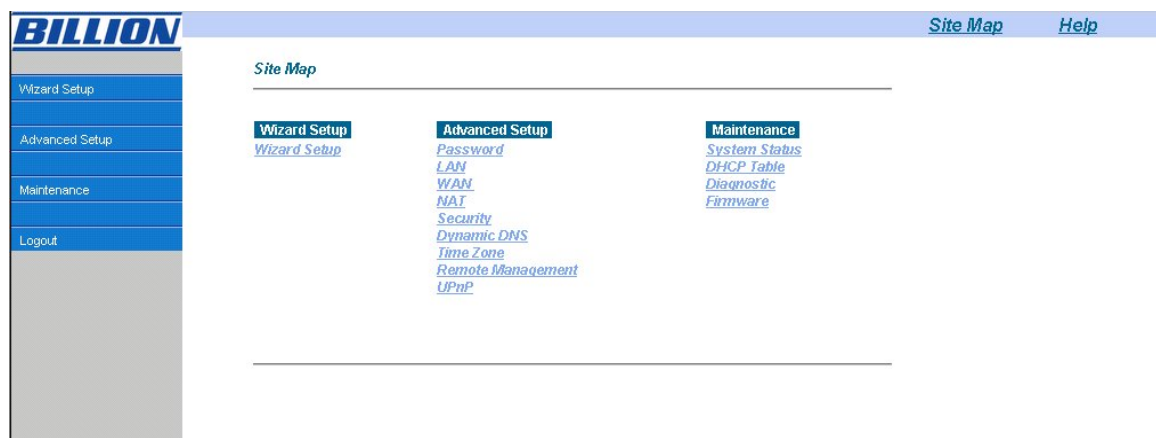 BILLION
Site Map Help
Wizard Setup
Advanced Setup
Maintenance
Logout
Site Map
Wizard Setup
Wizard Setup
Advanced Setup
Password
LAN
WAN
NAT
Security
Dynamic DNS
Time Zone
Remote Management
UPnP
Maintenance
System Status
DHCP Table
Diagnostic
Firmware